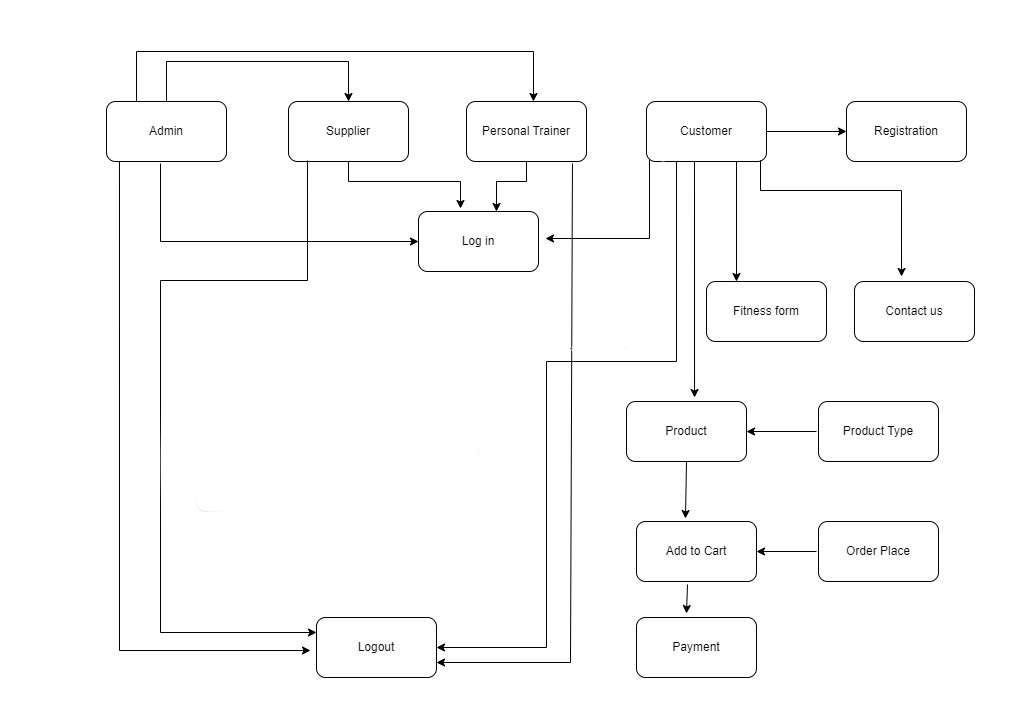 Admin
Supplier
Personal Trainer
Customer
Registration
Log in
Fitness form
Contact us
Product
Product Type
Add to Cart
Order Place
Logout
Payment